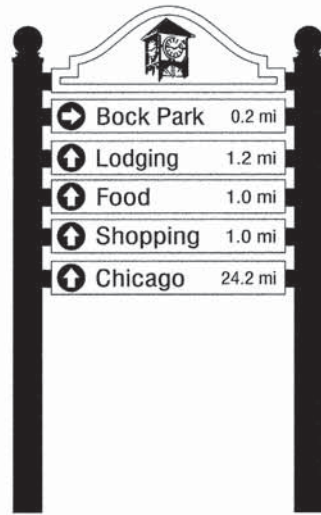 Bock Park 0.2 mi
Lodging 1.2 mi
Food 1.0 mi
Shopping 1.0 mi
Chicago 24.2 mi